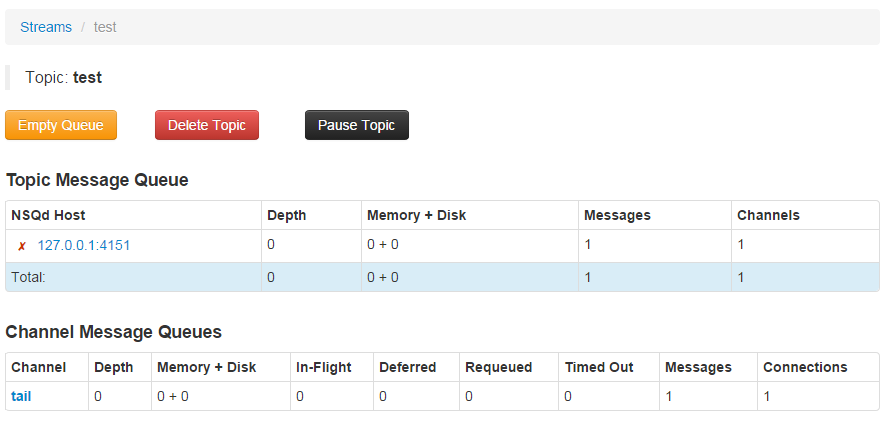 Streams / test
Topic: test
Empty Queue Delete Topic Pause Topic
Topic Message Queue
NSQd Host Depth Memory + Disk Messages Channels
✗ 127.0.0.1:4151 0 0 + 0 1 1
Total: 0 0 + 0 1 1
Channel Message Queues
Channel Depth Memory + Disk In-Flight Deferred Requeued Timed Out Messages Connections
tail 0 0 + 0 0 0 0 0 1 1